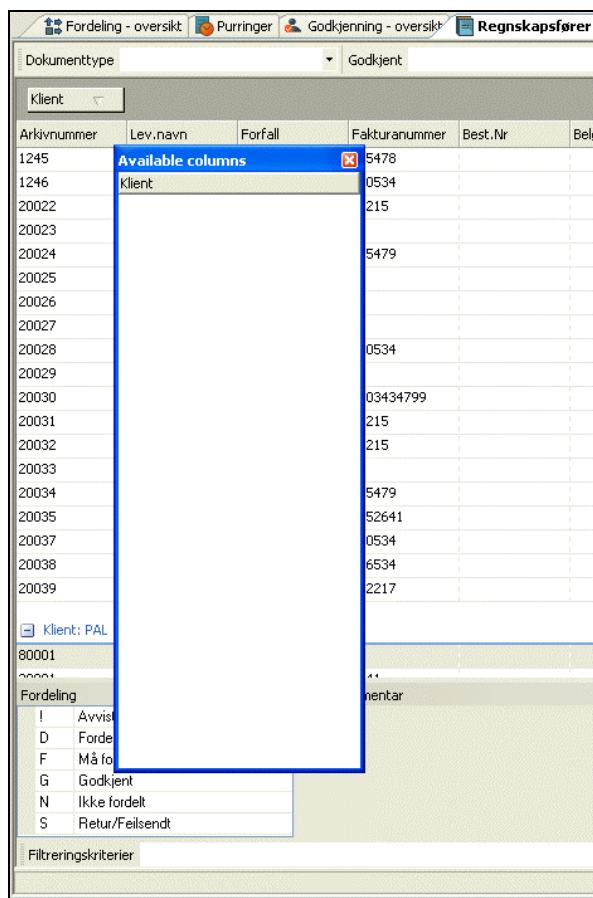 Fordeling - oversikt Purringer Godkjenning - oversikt Regnskapsfører
Dokumenttype Godkjent
Klient
Arkivnummer Lev.navn Forfall Fakturanummer Best.Nr
Available columns
Klient
1245 5478
1246 0534
20022 215
20023
20024 5479
20025
20026
20027
20028 0534
20029
20030 03434799
20031 215
20032 215
20033
20034 5479
20035 52641
20037 0534
20038 6534
20039 2217
Klient: PAL
80001
Fordeling mentar
!
D
F Må
G Godkjent
N Ikke fordelt
S Retur/Feilsendt
Filtreringskriterier